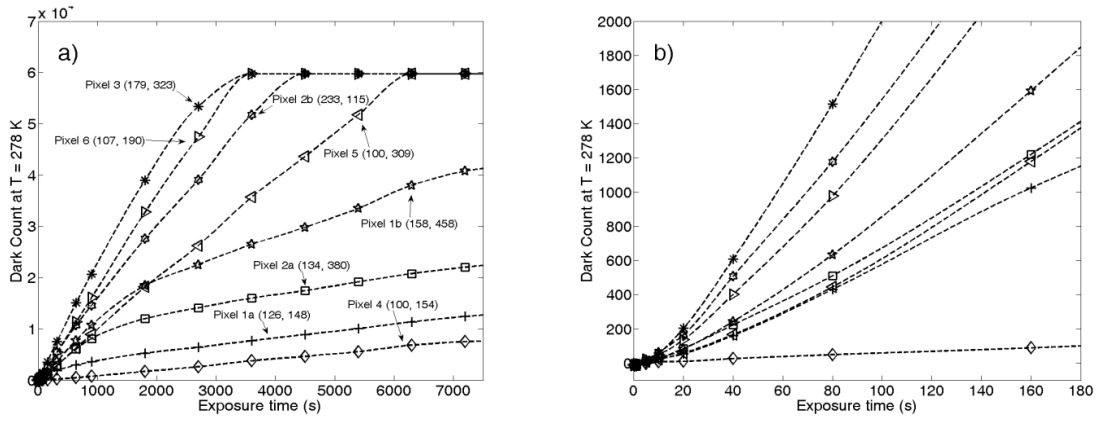 × 10
a)
7
6
5
4
3
2
1
0
Dark Count at T = 278 K
Pixel 3 (179, 323)
Pixel 2b (233, 115)
Pixel 6 (107, 190)
Pixel 5 (100, 309)
Pixel 1b (158, 458)
Pixel 2a (134, 380)
Pixel 4 (100, 154)
Pixel 1a (126, 148)
0 1000 2000 3000 4000 5000 6000 7000
Exposure time (s)
b)
2000
1800
1600
1400
1200
1000
800
600
400
200
0
Dark Count at T = 278 K
0 20 40 60 80 100 120 140 160 180
Exposure time (s)